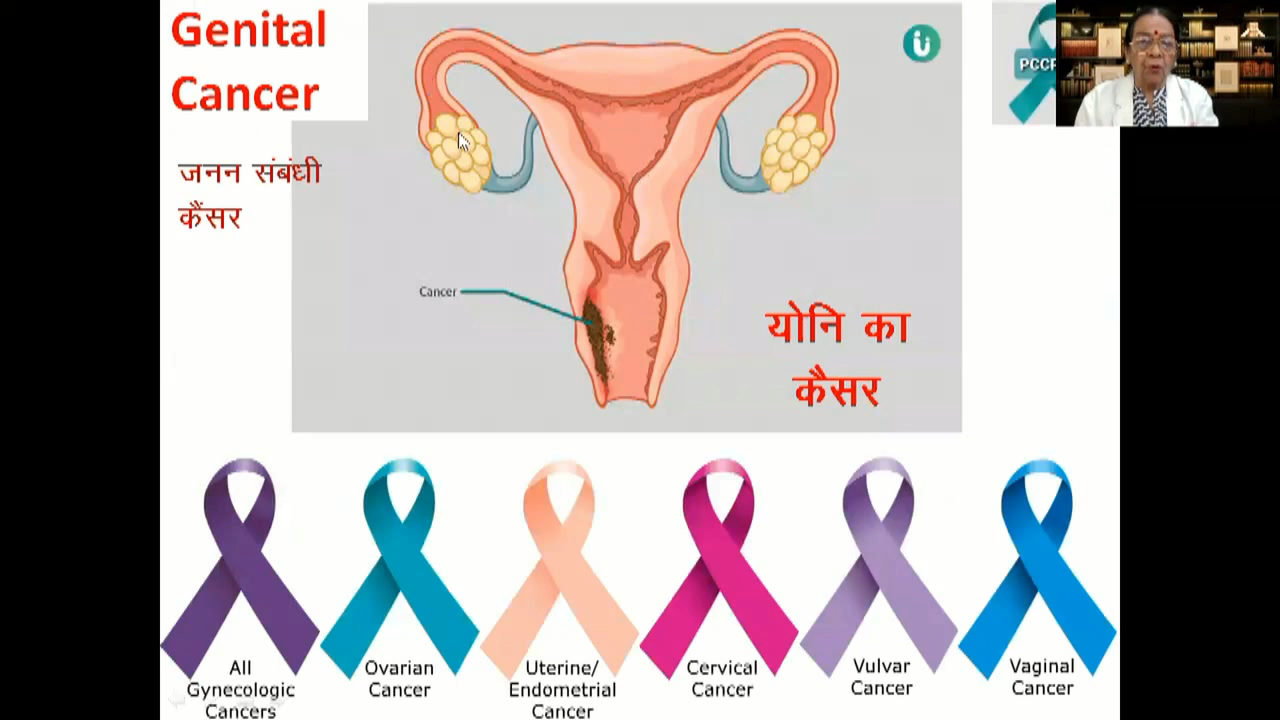 Genital
Cancer
जनन संबंधी
कैंसर
PCCP
Cancer
योनि का
कैसर
All
Gynecologic
Cancers
Ovarian
Cancer
Uterine/
Endometrial
Cancer
Cervical
Cancer
Vulvar
Cancer
Vaginal
Cancer